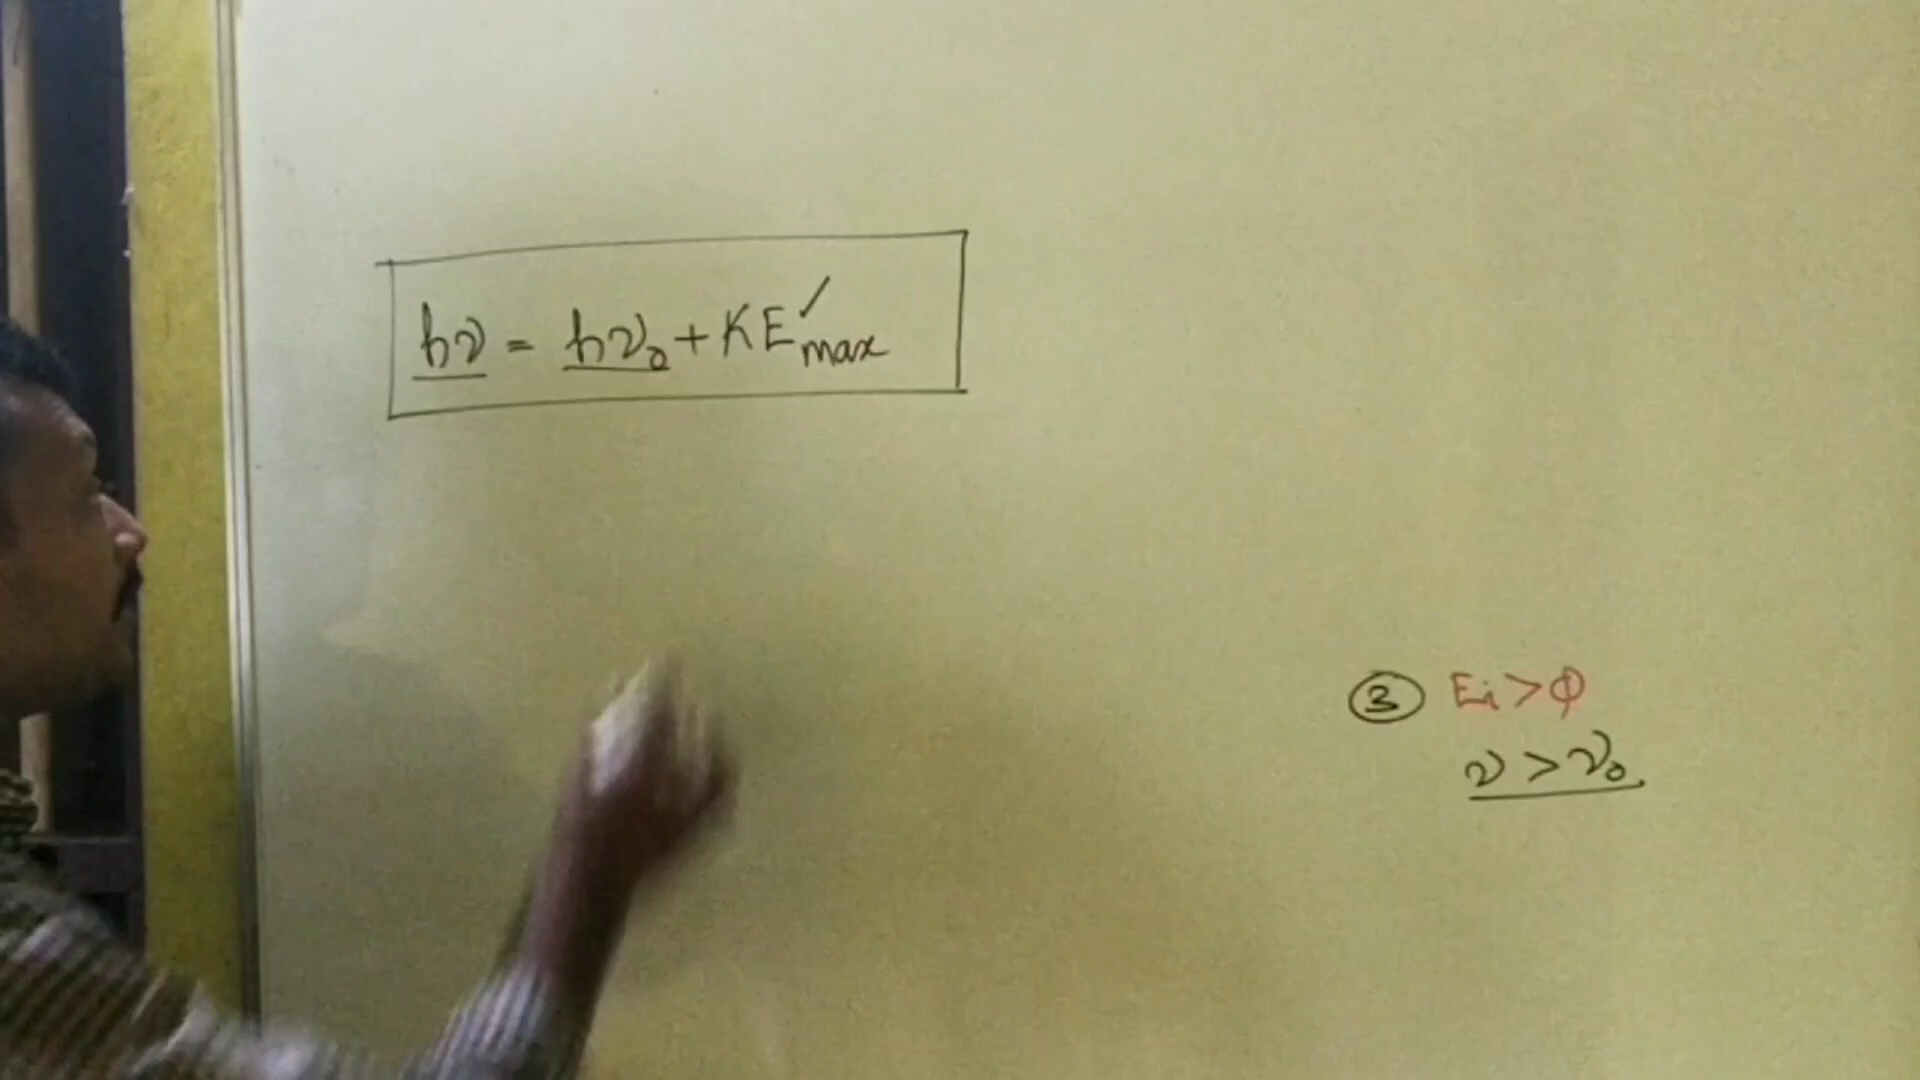 hν = hν₀ + KE max ✓
③ Ei > φ
ν > ν₀